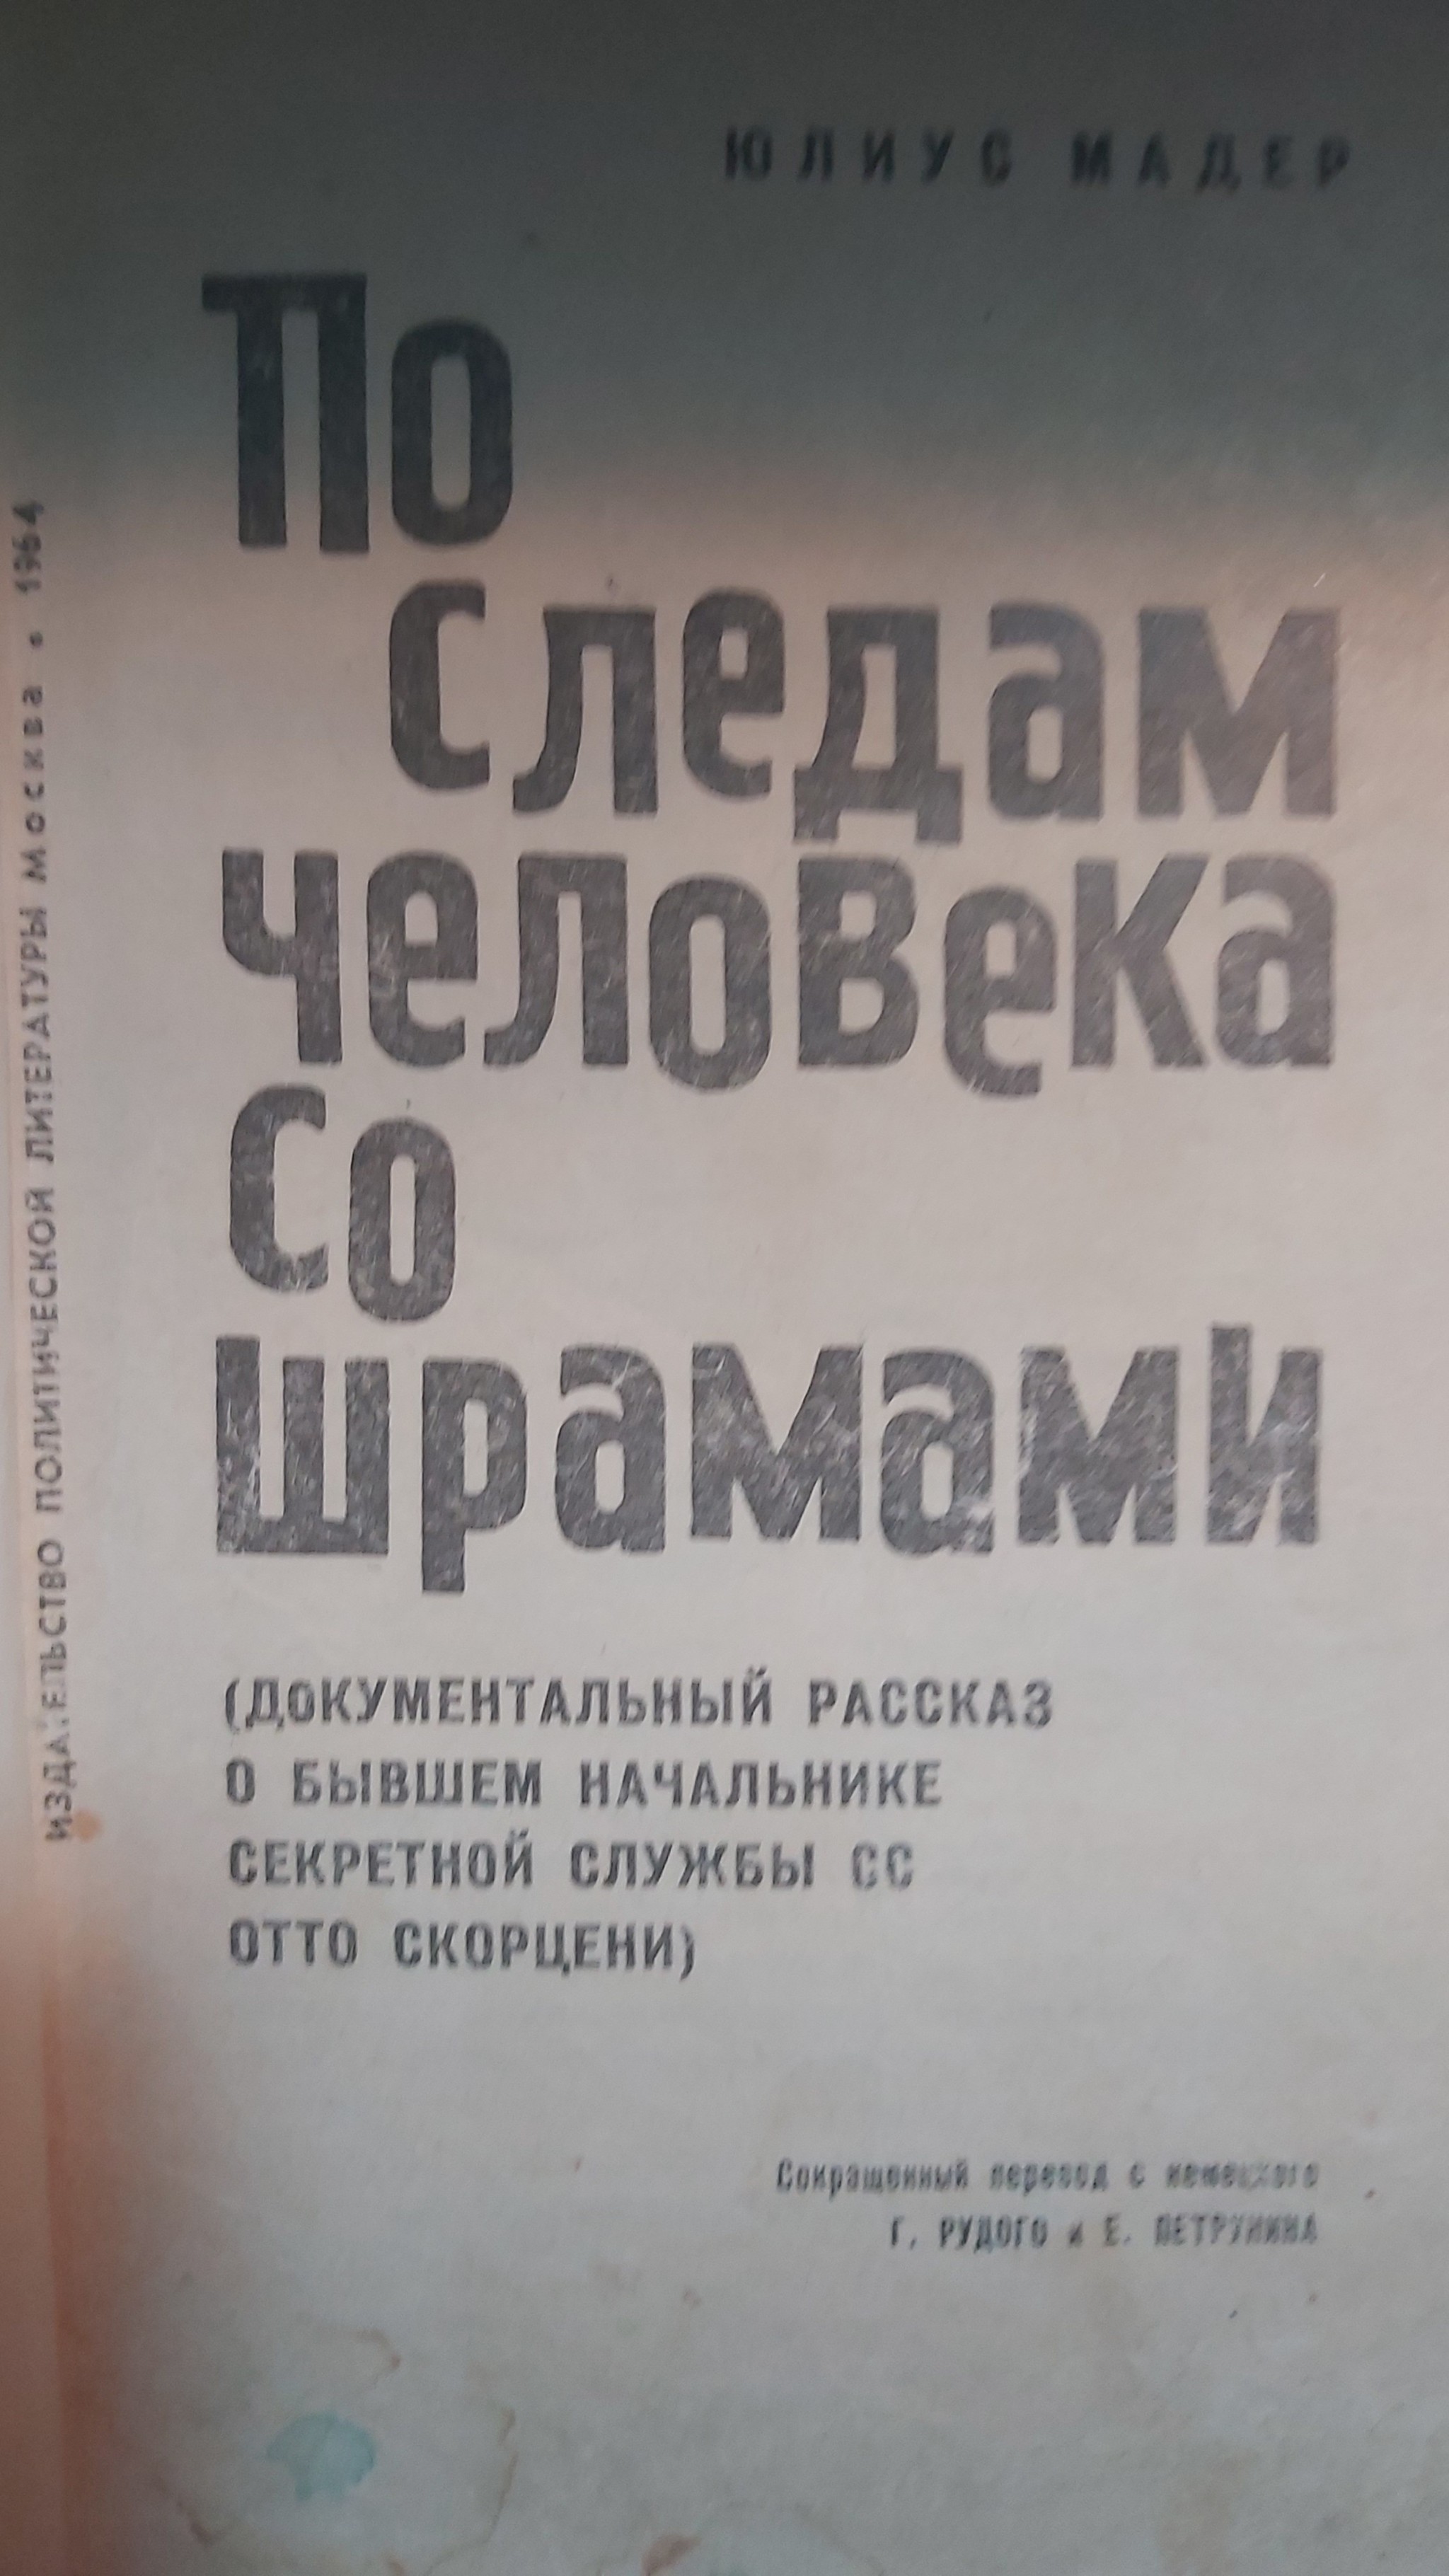 ЮЛИУС МАДЕР
По
следам
человека
со
шрамами
(ДОКУМЕНТАЛЬНЫЙ РАССКАЗ
О БЫВШЕМ НАЧАЛЬНИКЕ
СЕКРЕТНОЙ СЛУЖБЫ СС
ОТТО СКОРЦЕНИ)
Сокращенный перевод с немецкого
Г. РУДОГО и Е. ПЕТРУНИНА
ИЗДАТЕЛЬСТВО ПОЛИТИЧЕСКОЙ ЛИТЕРАТУРЫ Москва • 1964